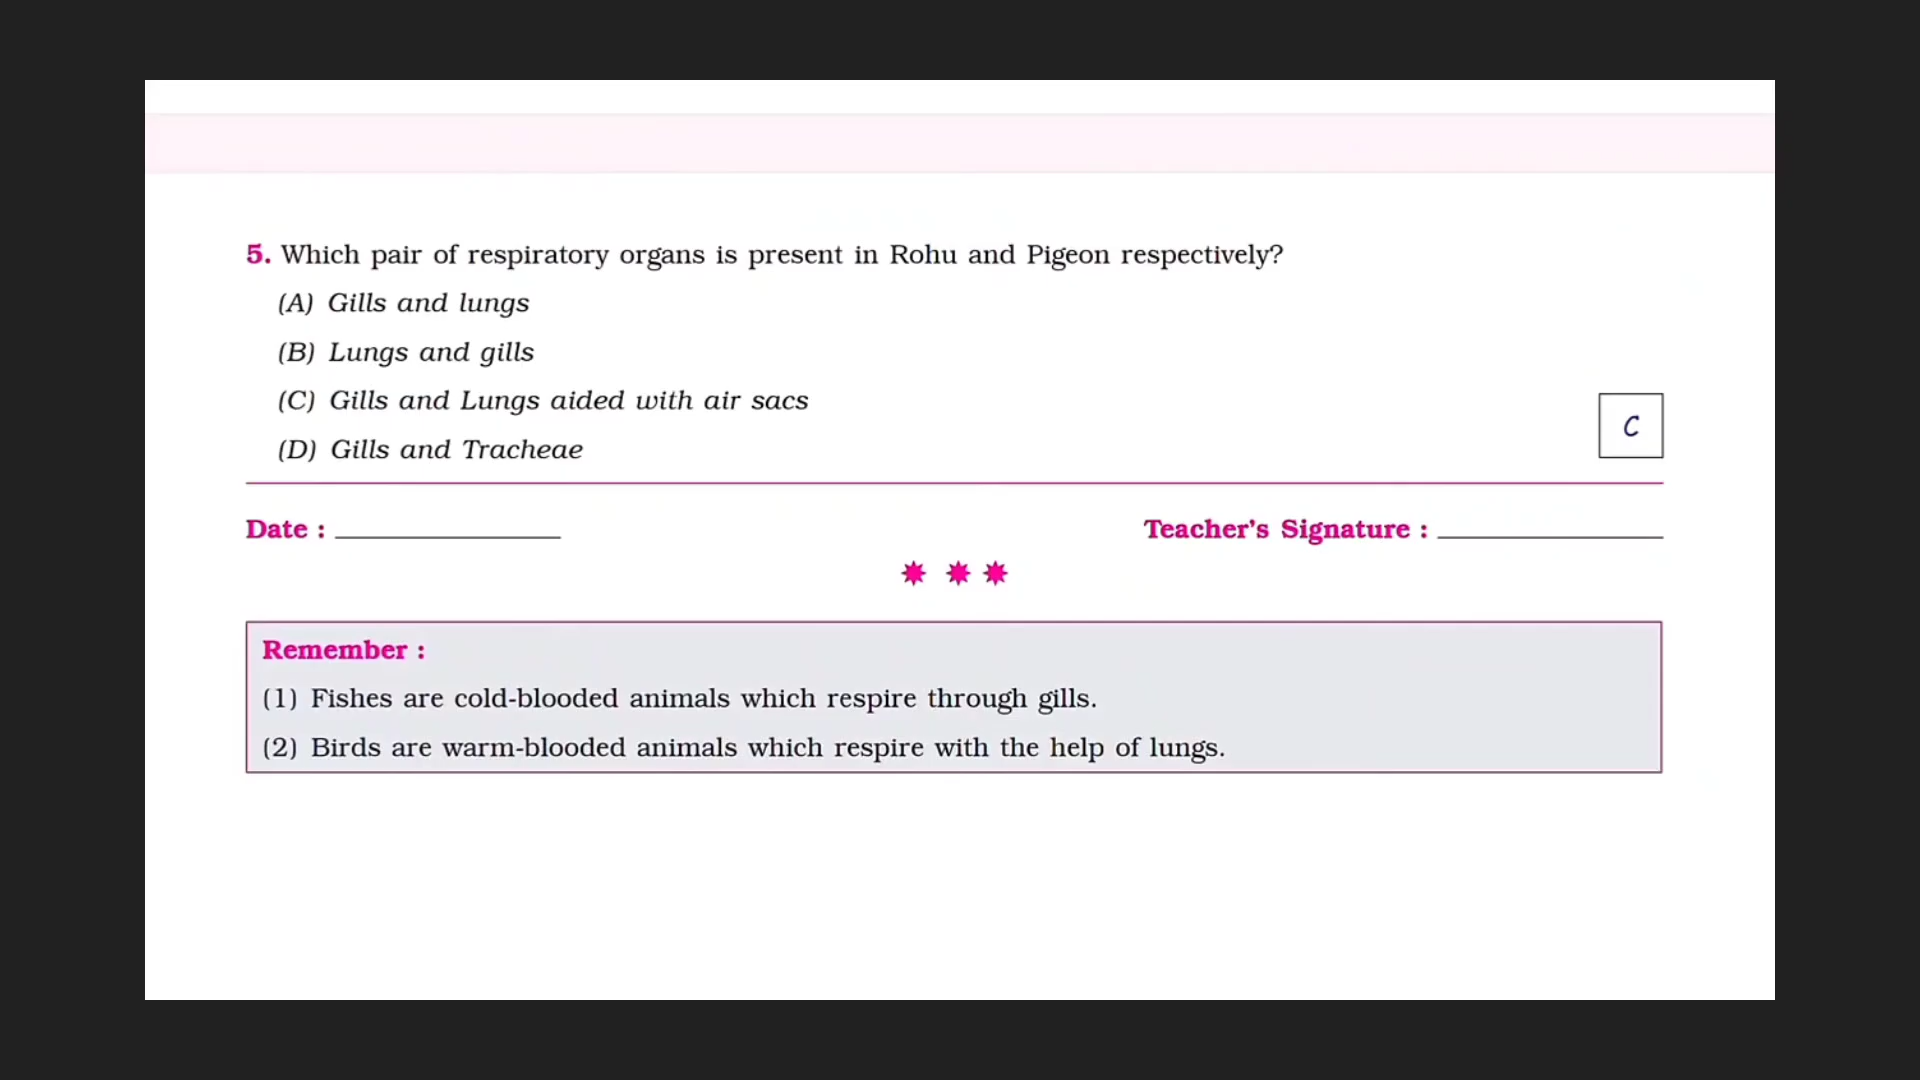 5. Which pair of respiratory organs is present in Rohu and Pigeon respectively?
(A) Gills and lungs
(B) Lungs and gills
(C) Gills and Lungs aided with air sacs
(D) Gills and Tracheae
C
Date :
Teacher’s Signature :
Remember :
(1) Fishes are cold-blooded animals which respire through gills.
(2) Birds are warm-blooded animals which respire with the help of lungs.